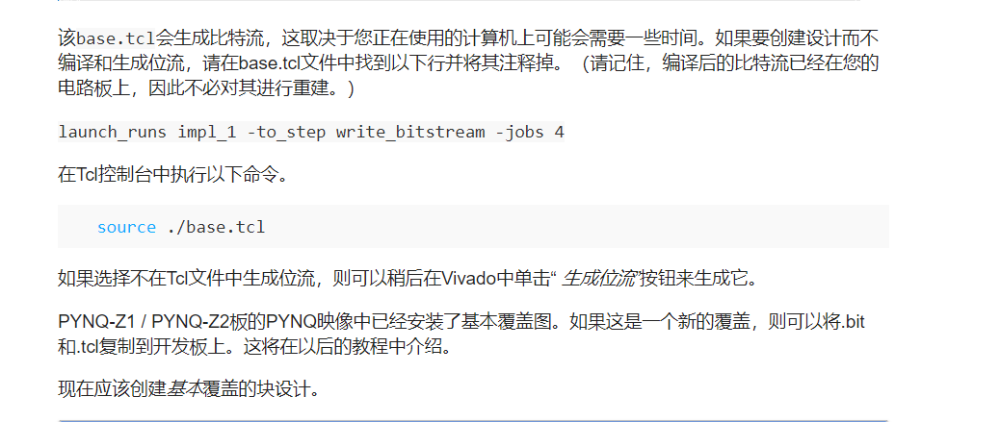 该base.tcl会生成比特流，这取决于您正在使用的计算机上可能会需要一些时间。如果要创建设计而不
编译和生成位流，请在base.tcl文件中找到以下行并将其注释掉。（请记住，编译后的比特流已经在您的
电路板上，因此不必对其进行重建。）
launch_runs impl_1 -to_step write_bitstream -jobs 4
在Tcl控制台中执行以下命令。
source ./base.tcl
如果选择不在Tcl文件中生成位流，则可以稍后在Vivado中单击“ 生成位流”按钮来生成它。
PYNQ-Z1 / PYNQ-Z2板的PYNQ映像中已经安装了基本覆盖图。如果这是一个新的覆盖，则可以将.bit
和.tcl复制到开发板上。这将在以后的教程中介绍。
现在应该创建基本覆盖的块设计。